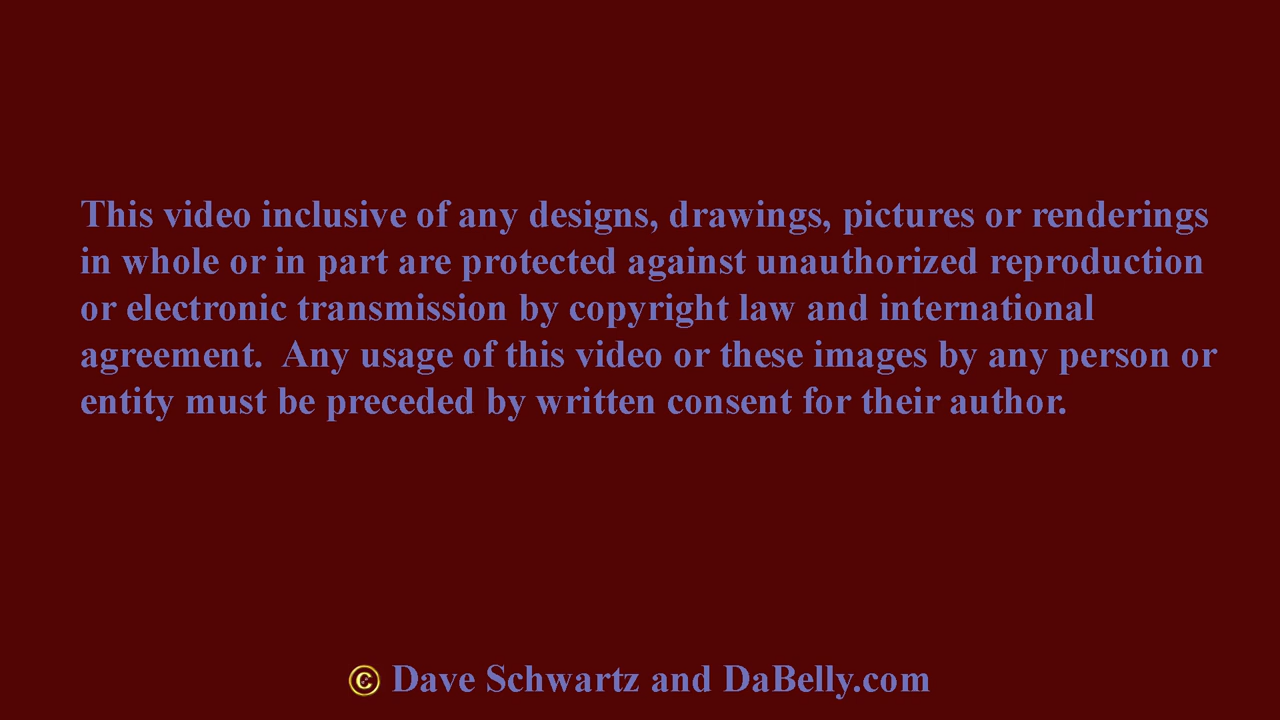 This video inclusive of any designs, drawings, pictures or renderings
in whole or in part are protected against unauthorized reproduction
or electronic transmission by copyright law and international
agreement.  Any usage of this video or these images by any person or
entity must be preceded by written consent for their author.
© Dave Schwartz and DaBelly.com